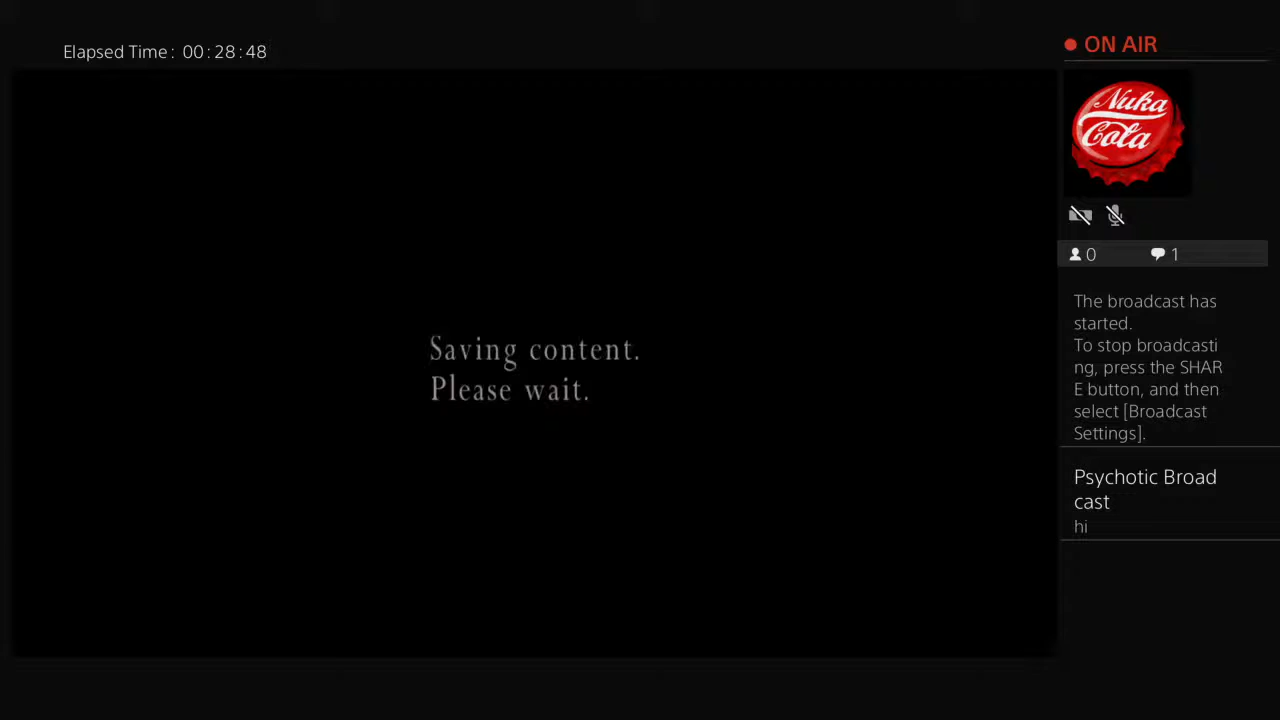 Elapsed Time: 00:28:48
ON AIR
Nuka
Cola
0 1
Saving content.
Please wait.
The broadcast has
started.
To stop broadcasti
ng, press the SHAR
E button, and then
select [Broadcast
Settings].
Psychotic Broad
cast
hi